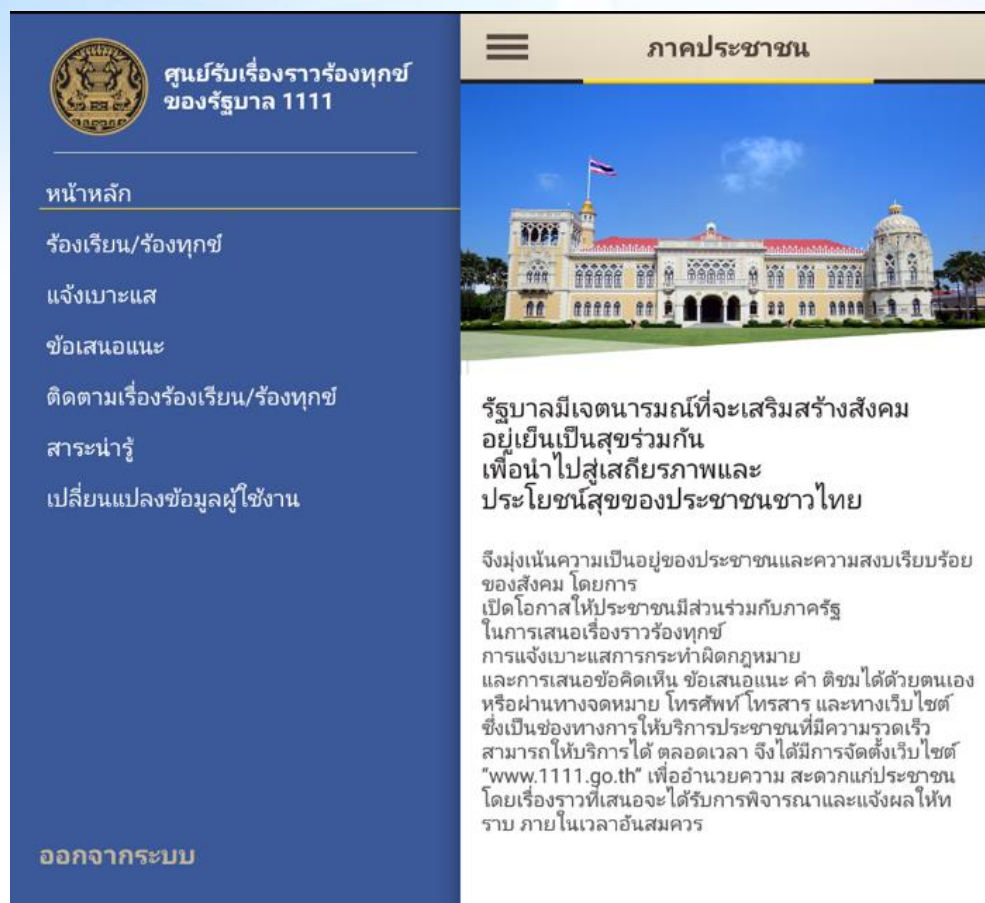 ศูนย์รับเรื่องราวร้องทุกข์
ของรัฐบาล 1111
หน้าหลัก
ร้องเรียน/ร้องทุกข์
แจ้งเบาะแส
ข้อเสนอแนะ
ติดตามเรื่องร้องเรียน/ร้องทุกข์
สาระน่ารู้
เปลี่ยนแปลงข้อมูลผู้ใช้งาน
ออกจากระบบ
ภาคประชาชน
รัฐบาลมีเจตนารมณ์ที่จะเสริมสร้างสังคม
อยู่เย็นเป็นสุขร่วมกัน
เพื่อนำไปสู่เสถียรภาพและ
ประโยชน์สุขของประชาชนชาวไทย
จึงมุ่งเน้นความเป็นอยู่ของประชาชนและความสงบเรียบร้อย
ของสังคม โดยการ
เปิดโอกาสให้ประชาชนมีส่วนร่วมกับภาครัฐ
ในการเสนอเรื่องราวร้องทุกข์
การแจ้งเบาะแสการกระทำผิดกฎหมาย
และการเสนอข้อคิดเห็น ข้อเสนอแนะ คำ ติชมได้ด้วยตนเอง
หรือผ่านทางจดหมาย โทรศัพท์ โทรสาร และทางเว็บไซต์
ซึ่งเป็นช่องทางการให้บริการประชาชนที่มีความรวดเร็ว
สามารถให้บริการได้ ตลอดเวลา จึงได้มีการจัดตั้งเว็บไซต์
"www.1111.go.th" เพื่ออำนวยความ สะดวกแก่ประชาชน
โดยเรื่องราวที่เสนอจะได้รับการพิจารณาและแจ้งผลให้ท
ราบ ภายในเวลาอันสมควร